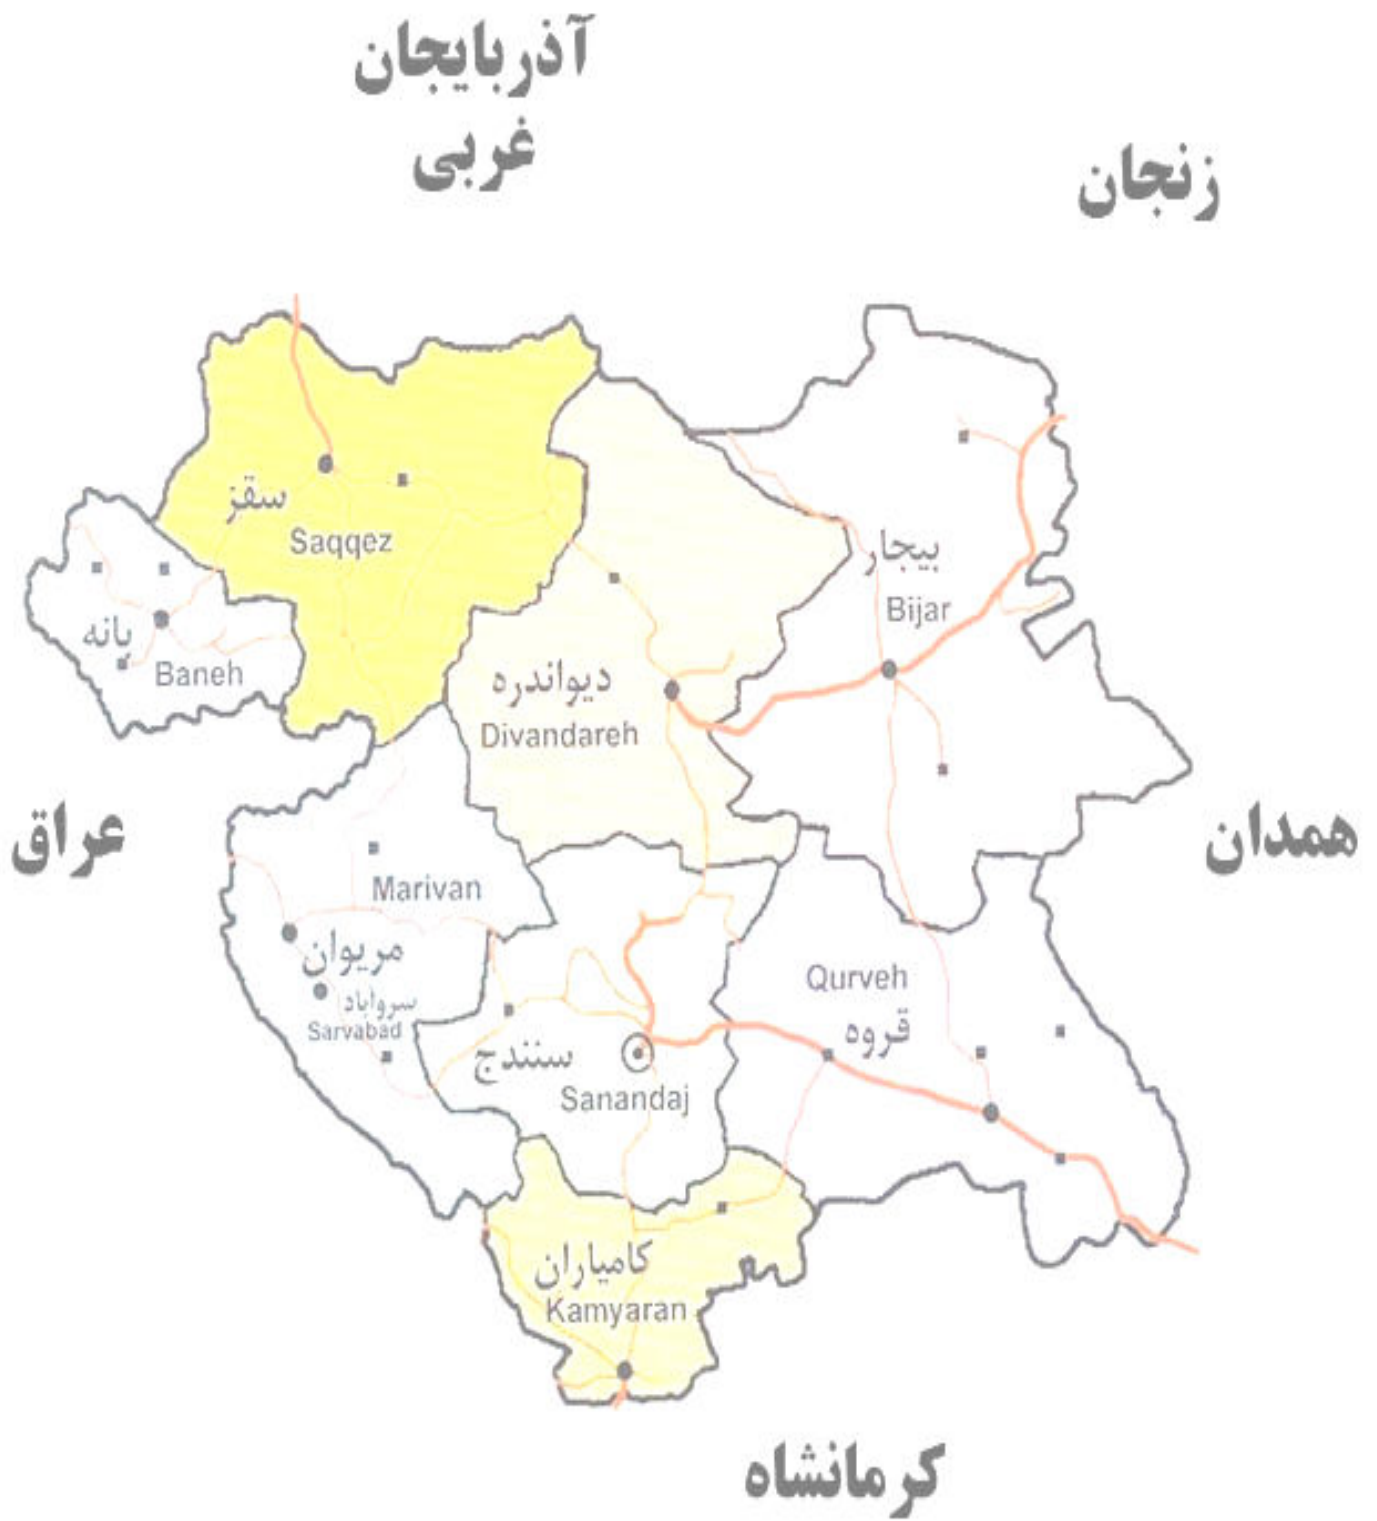 آذربایجان
غربی
زنجان
سقز
Saqqez
بیجار
Bijar
بانه
Baneh
دیواندره
Divandareh
عراق
همدان
Marivan
مریوان
سروآباد
Sarvabad
Qurveh
قروه
سنندج
Sanandaj
کامیاران
Kamyaran
کرمانشاه